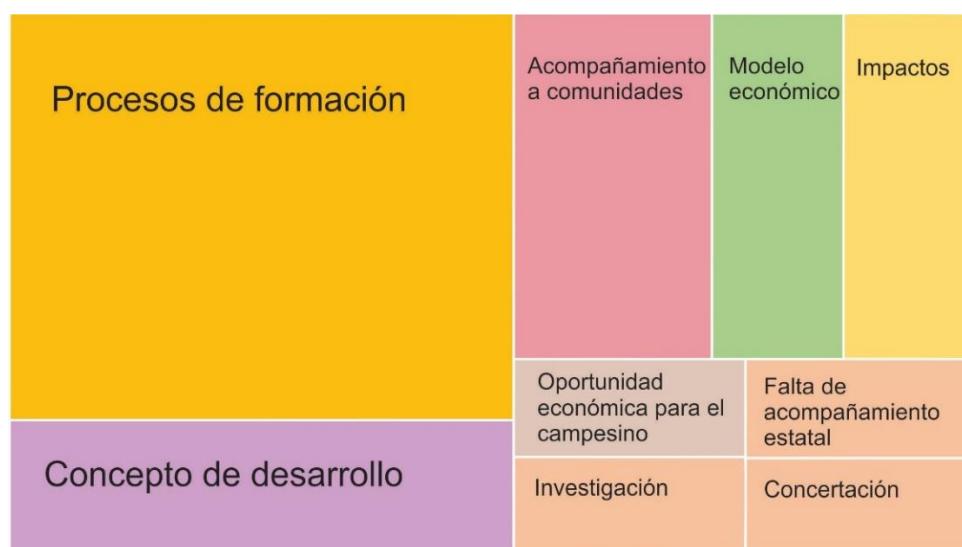 Procesos de formación
Concepto de desarrollo
Acompañamiento
a comunidades
Modelo
económico
Impactos
Oportunidad
económica para el
campesino
Falta de
acompañamiento
estatal
Investigación
Concertación